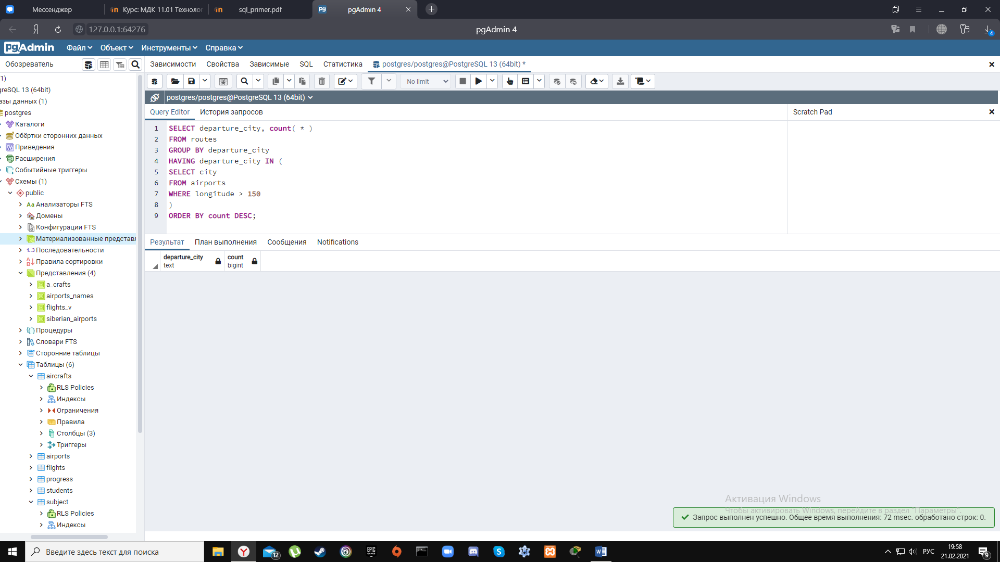 Мессенджер
Курс: МДК 11.01 Технолог
sql_primer.pdf
pgAdmin 4
127.0.0.1:64276
pgAdmin 4
4
pgAdmin
Файл
Объект
Инструменты
Справка
Обозреватель
Зависимости
Свойства
Зависимые
SQL
Статистика
postgres/postgres@PostgreSQL 13 (64bit) *
No limit
postgres/postgres@PostgreSQL 13 (64bit)
Query Editor
История запросов
Scratch Pad
1)
reSQL 13 (64bit)
азы данных (1)
postgres
Каталоги
Обёртки сторонних данных
Приведения
Расширения
Событийные триггеры
Схемы (1)
public
Aa Анализаторы FTS
Домены
Конфигурации FTS
Материализованные представл
1..3 Последовательности
Правила сортировки
Представления (4)
a_crafts
airports_names
flights_v
siberian_airports
Процедуры
Словари FTS
Сторонние таблицы
Таблицы (6)
aircrafts
RLS Policies
Индексы
Ограничения
Правила
Столбцы (3)
Триггеры
airports
flights
progress
students
subject
RLS Policies
Индексы
1 SELECT departure_city, count( * )
2 FROM routes
3 GROUP BY departure_city
4 HAVING departure_city IN (
5 SELECT city
6 FROM airports
7 WHERE longitude > 150
8 )
9 ORDER BY count DESC;
Результат
План выполнения
Сообщения
Notifications
departure_city
text
count
bigint
Активация Windows
Чтобы активировать Windows, перейдите в раздел "Параметры".
Запрос выполнен успешно. Общее время выполнения: 72 msec. обработано строк: 0.
Введите здесь текст для поиска
12
EPIC
GAMES
РУС
19:58
21.02.2021
9